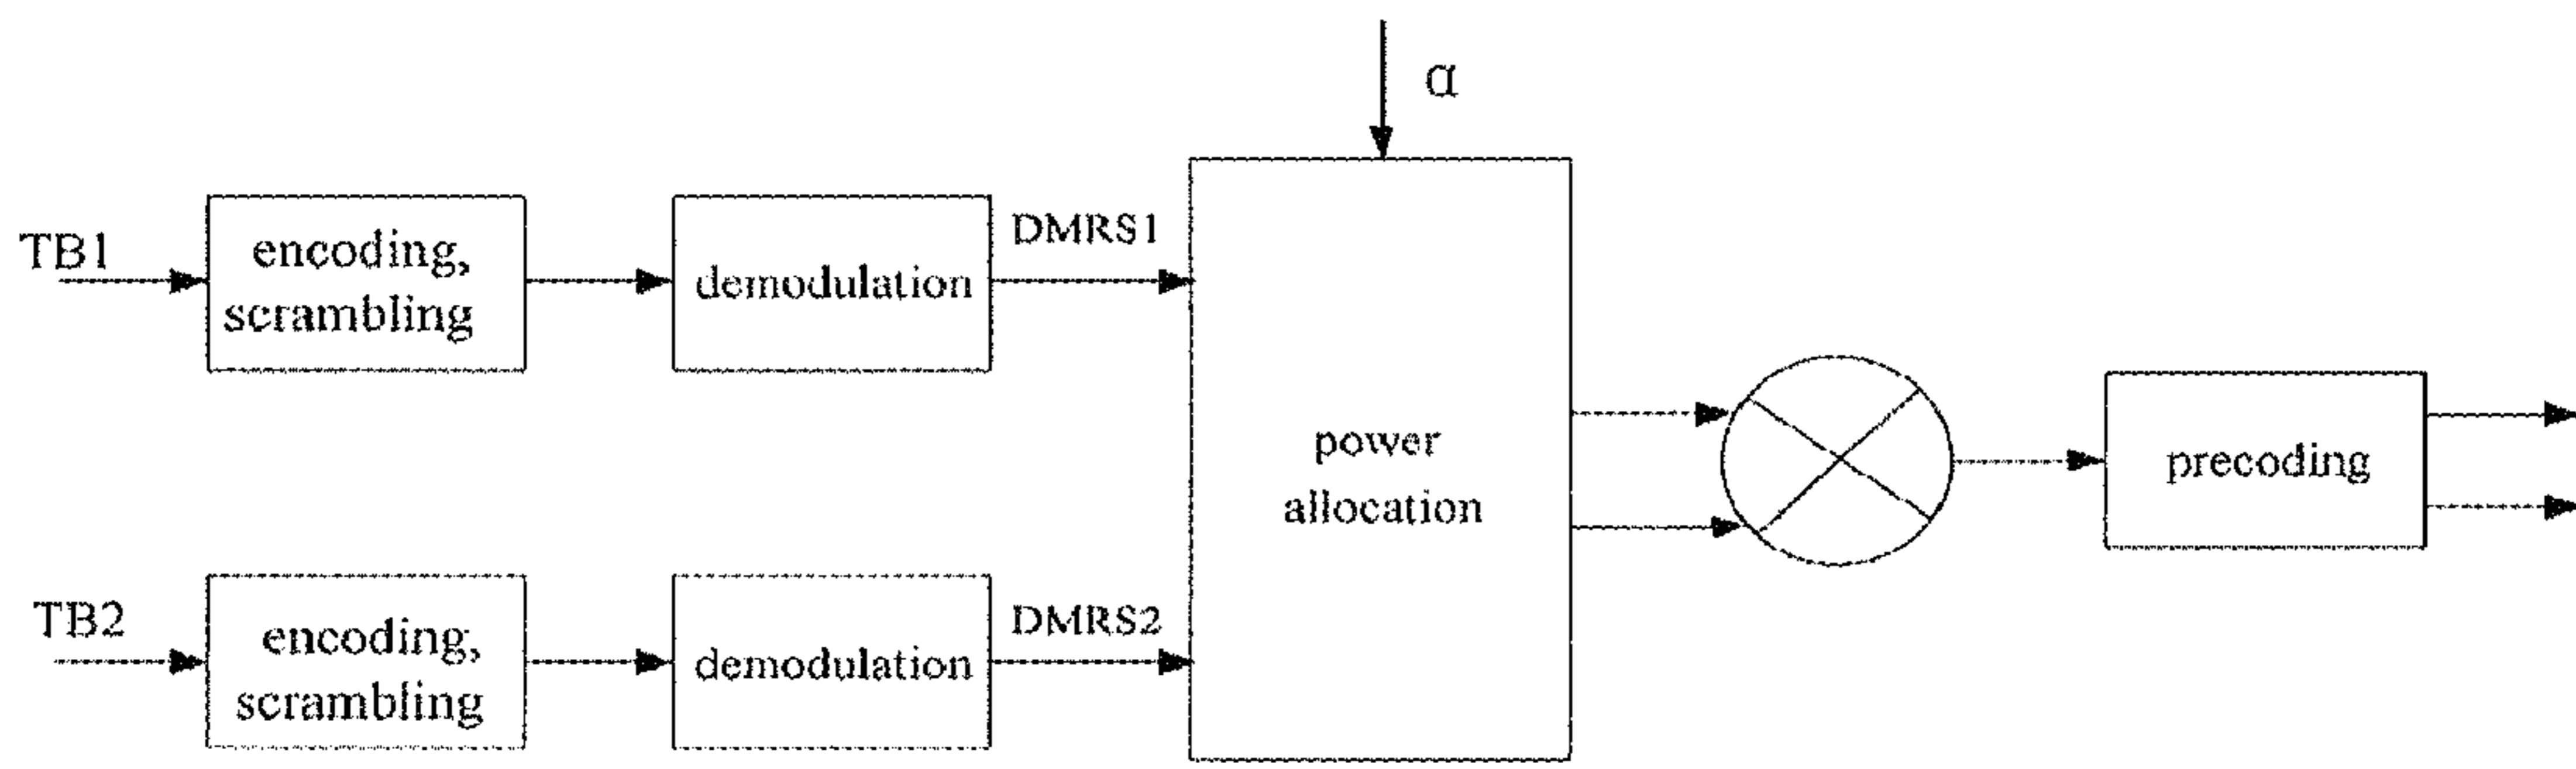 α
TB1
encoding,
scrambling
demodulation
DMRS1
power
allocation
precoding
TB2
encoding,
scrambling
demodulation
DMRS2